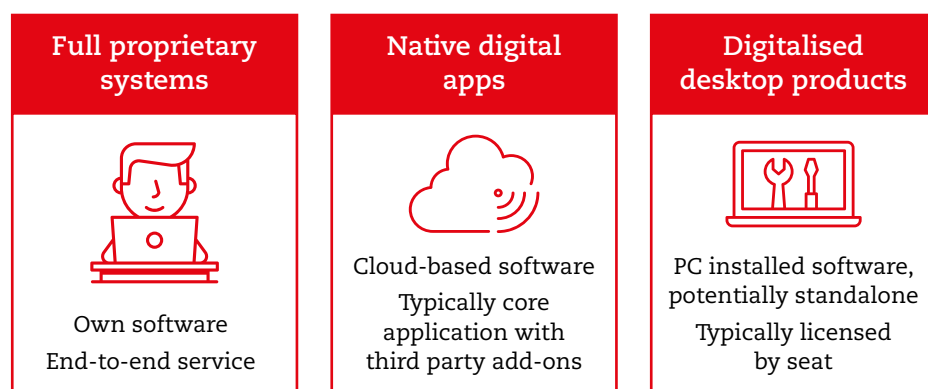 Full proprietary
systems
Own software
End-to-end service
Native digital
apps
Cloud-based software
Typically core
application with
third party add-ons
Digitalised
desktop products
PC installed software,
potentially standalone
Typically licensed
by seat